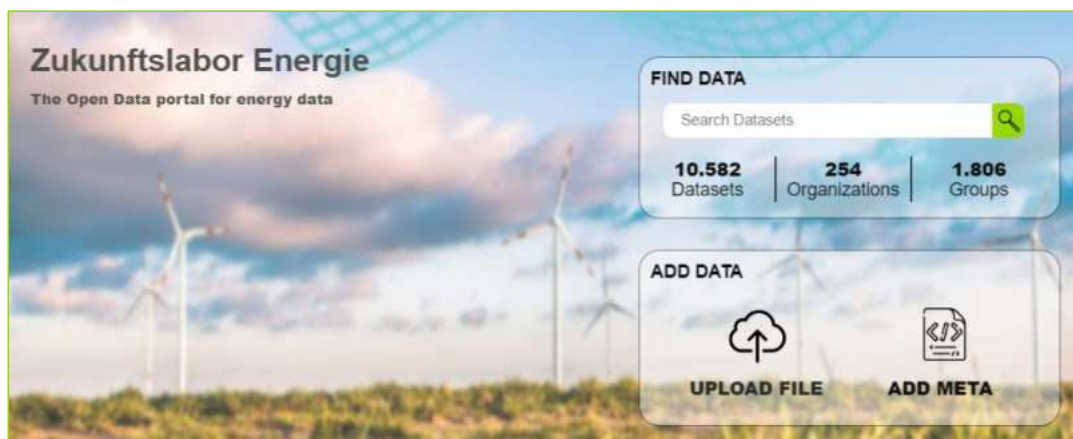 Zukunftslabor Energie
The Open Data portal for energy data
FIND DATA
Search Datasets
10.582 254 1.806
Datasets Organizations Groups
ADD DATA
</>
UPLOAD FILE ADD META